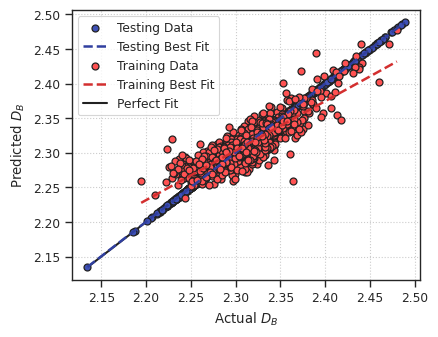 2.50
2.45
2.40
2.35
2.30
2.25
2.20
2.15
Predicted D_B
Testing Data
Testing Best Fit
Training Data
Training Best Fit
Perfect Fit
2.15 2.20 2.25 2.30 2.35 2.40 2.45 2.50
Actual D_B